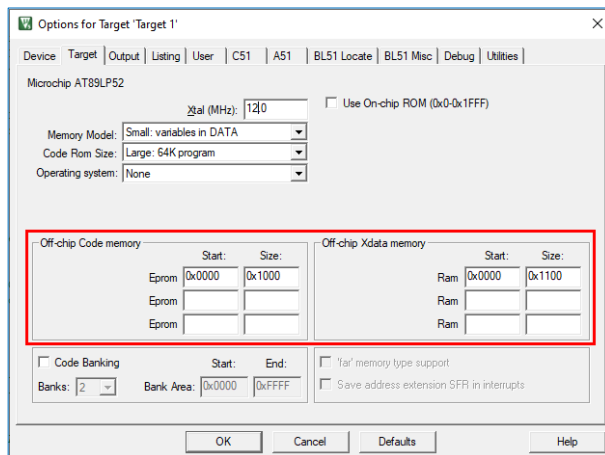 Options for Target 'Target 1'
Device Target Output Listing User C51 A51 BL51 Locate BL51 Misc Debug Utilities
Microchip AT89LP52
Xtal (MHz): 12.0 Use On-chip ROM (0x0-0x1FFF)
Memory Model: Small: variables in DATA
Code Rom Size: Large: 64K program
Operating system: None
Off-chip Code memory Off-chip Xdata memory
Start: Size: Start: Size:
Eprom 0x0000 0x1000 Ram 0x0000 0x1100
Eprom Ram
Eprom Ram
Code Banking Start: End: 'far' memory type support
Banks: 2 Bank Area: 0x0000 0xFFFF Save address extension SFR in interrupts
OK Cancel Defaults Help